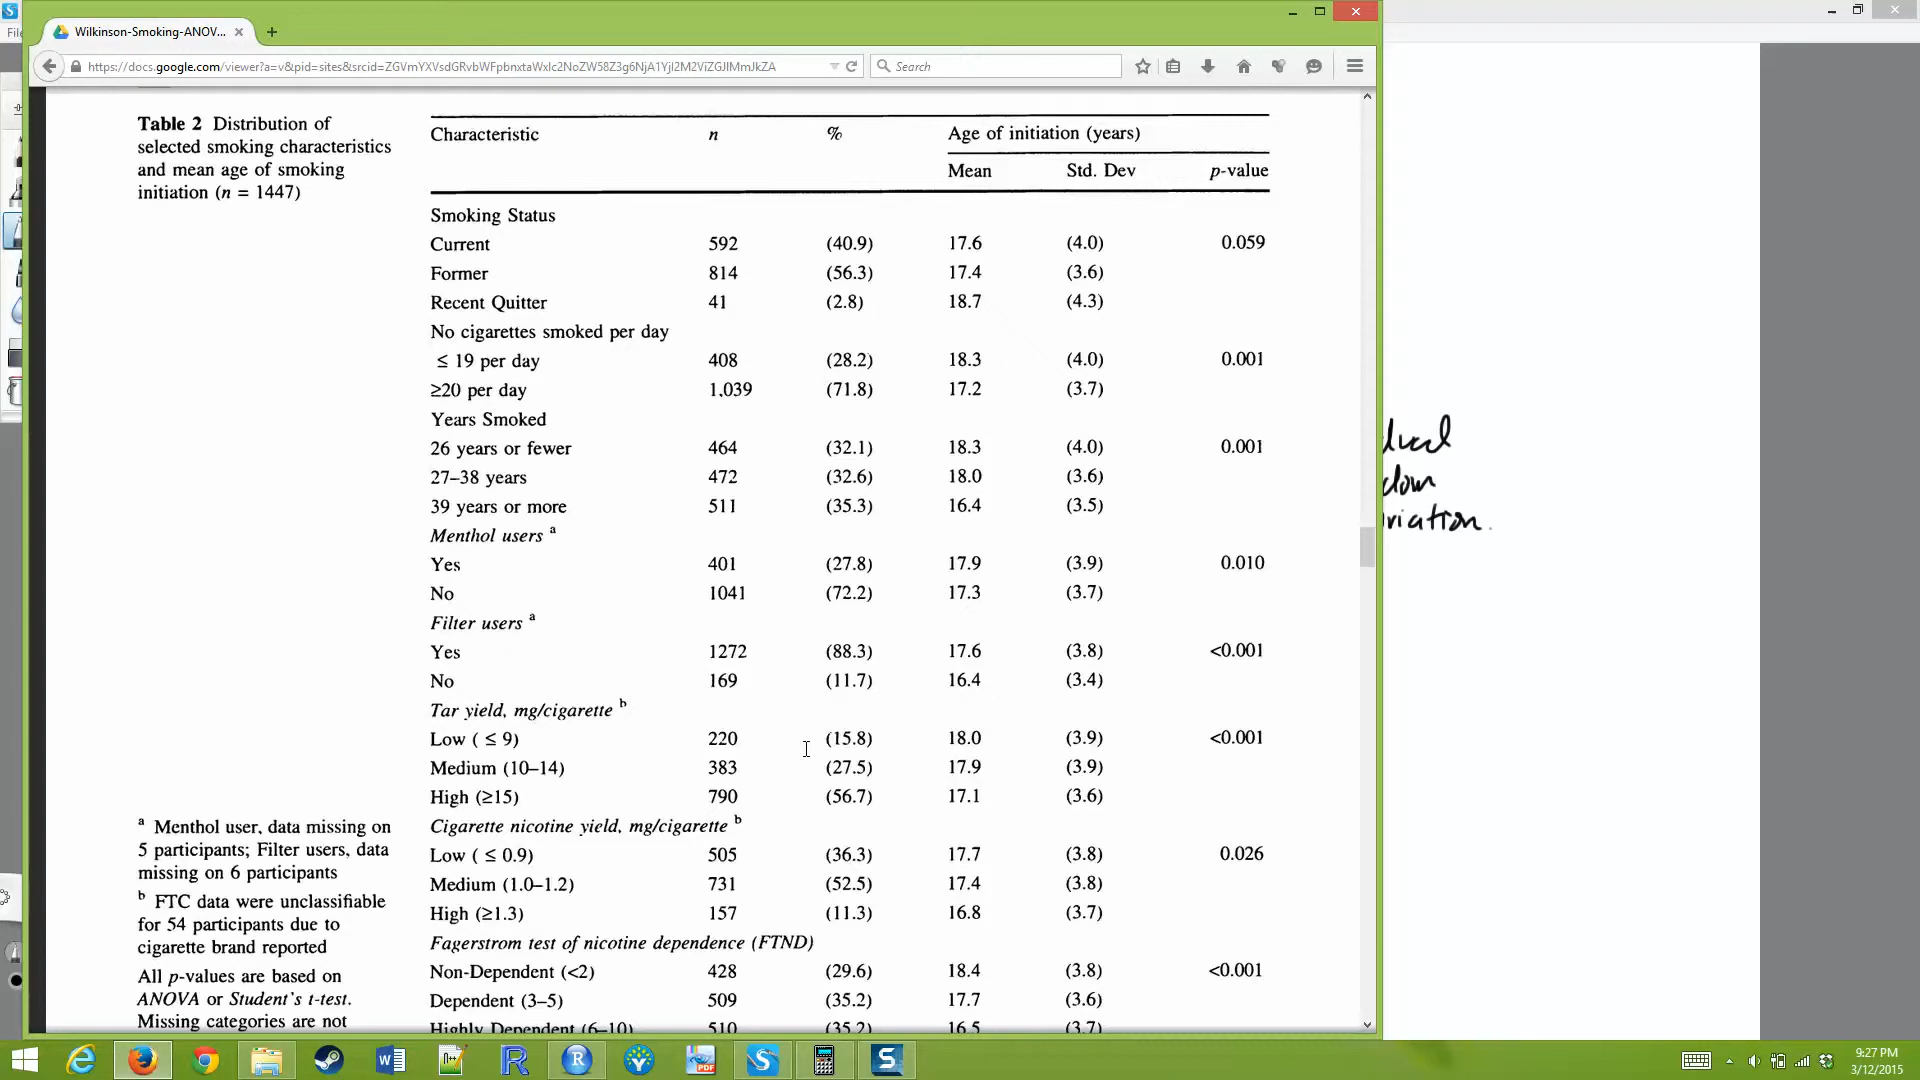 Wilkinson-Smoking-ANOV...
https://docs.google.com/viewer?a=v&pid=sites&srcid=
Search
Table 2 Distribution of
selected smoking characteristics
and mean age of smoking
initiation (n = 1447)
Characteristic n % Age of initiation (years)
Mean Std. Dev p-value
Smoking Status
Current 592 (40.9) 17.6 (4.0) 0.059
Former 814 (56.3) 17.4 (3.6)
Recent Quitter 41 (2.8) 18.7 (4.3)
No cigarettes smoked per day
≤ 19 per day 408 (28.2) 18.3 (4.0) 0.001
≥20 per day 1,039 (71.8) 17.2 (3.7)
Years Smoked
26 years or fewer 464 (32.1) 18.3 (4.0) 0.001
27–38 years 472 (32.6) 18.0 (3.6)
39 years or more 511 (35.3) 16.4 (3.5)
Menthol users a
Yes 401 (27.8) 17.9 (3.9) 0.010
No 1041 (72.2) 17.3 (3.7)
Filter users a
Yes 1272 (88.3) 17.6 (3.8) <0.001
No 169 (11.7) 16.4 (3.4)
Tar yield, mg/cigarette b
Low ( ≤ 9) 220 (15.8) 18.0 (3.9) <0.001
Medium (10–14) 383 (27.5) 17.9 (3.9)
High (≥15) 790 (56.7) 17.1 (3.6)
Cigarette nicotine yield, mg/cigarette b
Low ( ≤ 0.9) 505 (36.3) 17.7 (3.8) 0.026
Medium (1.0–1.2) 731 (52.5) 17.4 (3.8)
High (≥1.3) 157 (11.3) 16.8 (3.7)
Fagerstrom test of nicotine dependence (FTND)
Non-Dependent (<2) 428 (29.6) 18.4 (3.8) <0.001
Dependent (3–5) 509 (35.2) 17.7 (3.6)
Highly Dependent (6–10) 510 (35.2) 16.5 (3.7)
a Menthol user, data missing on
5 participants; Filter users, data
missing on 6 participants
b FTC data were unclassifiable
for 54 participants due to
cigarette brand reported
All p-values are based on
ANOVA or Student's t-test.
Missing categories are not
riation.
9:27 PM
3/12/2015